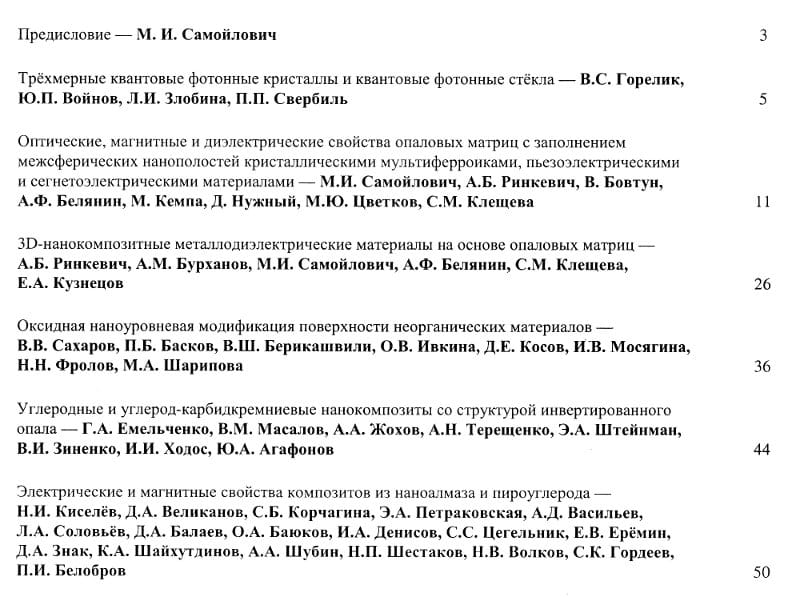 Предисловие — М. И. Самойлович 3
Трёхмерные квантовые фотонные кристаллы и квантовые фотонные стёкла — В.С. Горелик,
Ю.П. Войнов, Л.И. Злобина, П.П. Свербиль 5
Оптические, магнитные и диэлектрические свойства опаловых матриц с заполнением
межсферических нанополостей кристаллическими мультиферроиками, пьезоэлектрическими
и сегнетоэлектрическими материалами — М.И. Самойлович, А.Б. Ринкевич, В. Бовтун,
А.Ф. Белянин, М. Кемпа, Д. Нужный, М.Ю. Цветков, С.М. Клещева 11
3D-нанокомпозитные металлодиэлектрические материалы на основе опаловых матриц —
А.Б. Ринкевич, А.М. Бурханов, М.И. Самойлович, А.Ф. Белянин, С.М. Клещева,
Е.А. Кузнецов 26
Оксидная наноуровневая модификация поверхности неорганических материалов —
В.В. Сахаров, П.Б. Басков, В.Ш. Берикашвили, О.В. Ивкина, Д.Е. Косов, И.В. Мосягина,
Н.Н. Фролов, М.А. Шарипова 36
Углеродные и углерод-карбидкремниевые нанокомпозиты со структурой инвертированного
опала — Г.А. Емельченко, В.М. Масалов, А.А. Жохов, А.Н. Терещенко, Э.А. Штейнман,
В.И. Зиненко, И.И. Ходос, Ю.А. Агафонов 44
Электрические и магнитные свойства композитов из наноалмаза и пироуглерода —
Н.И. Киселёв, Д.А. Великанов, С.Б. Корчагина, Э.А. Петраковская, А.Д. Васильев,
Л.А. Соловьёв, Д.А. Балаев, О.А. Баюков, И.А. Денисов, С.С. Цегельник, Е.В. Ерёмин,
Д.А. Знак, К.А. Шайхутдинов, А.А. Шубин, Н.П. Шестаков, Н.В. Волков, С.К. Гордеев,
П.И. Белобров 50